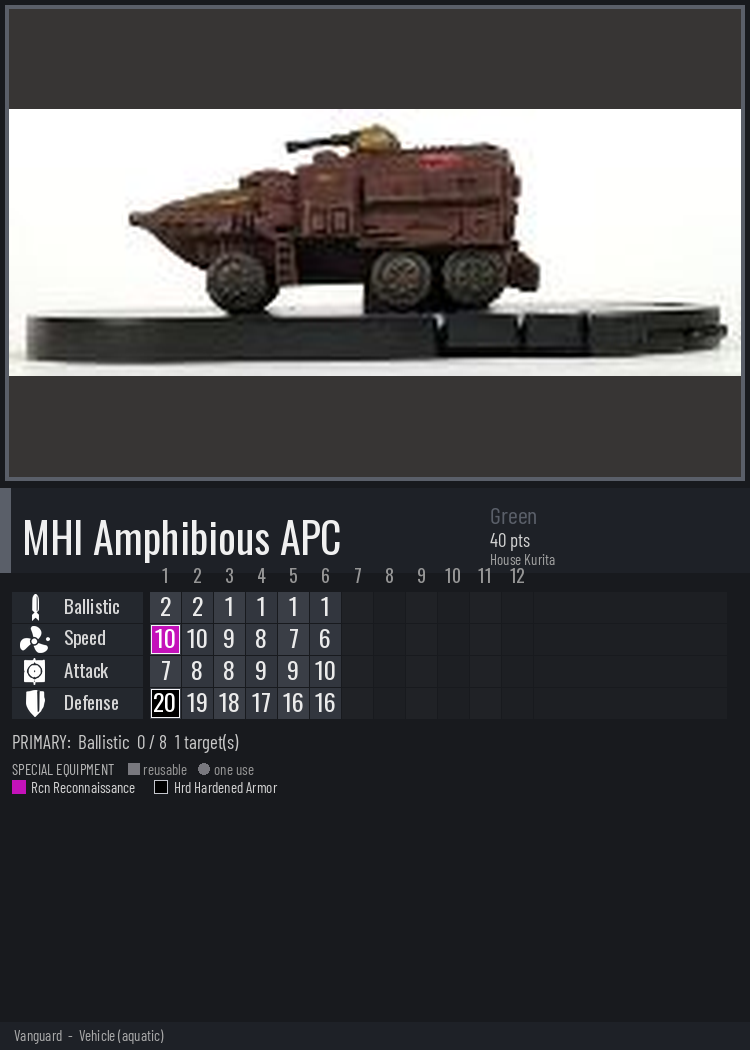 MHI Amphibious APC
Green
40 pts
House Kurita
1 2 3 4 5 6 7 8 9 10 11 12
Ballistic 2 2 1 1 1 1
Speed 10 10 9 8 7 6
Attack 7 8 8 9 9 10
Defense 20 19 18 17 16 16
PRIMARY: Ballistic 0 / 8 1 target(s)
SPECIAL EQUIPMENT reusable one use
Rcn Reconnaissance Hrd Hardened Armor
Vanguard - Vehicle (aquatic)